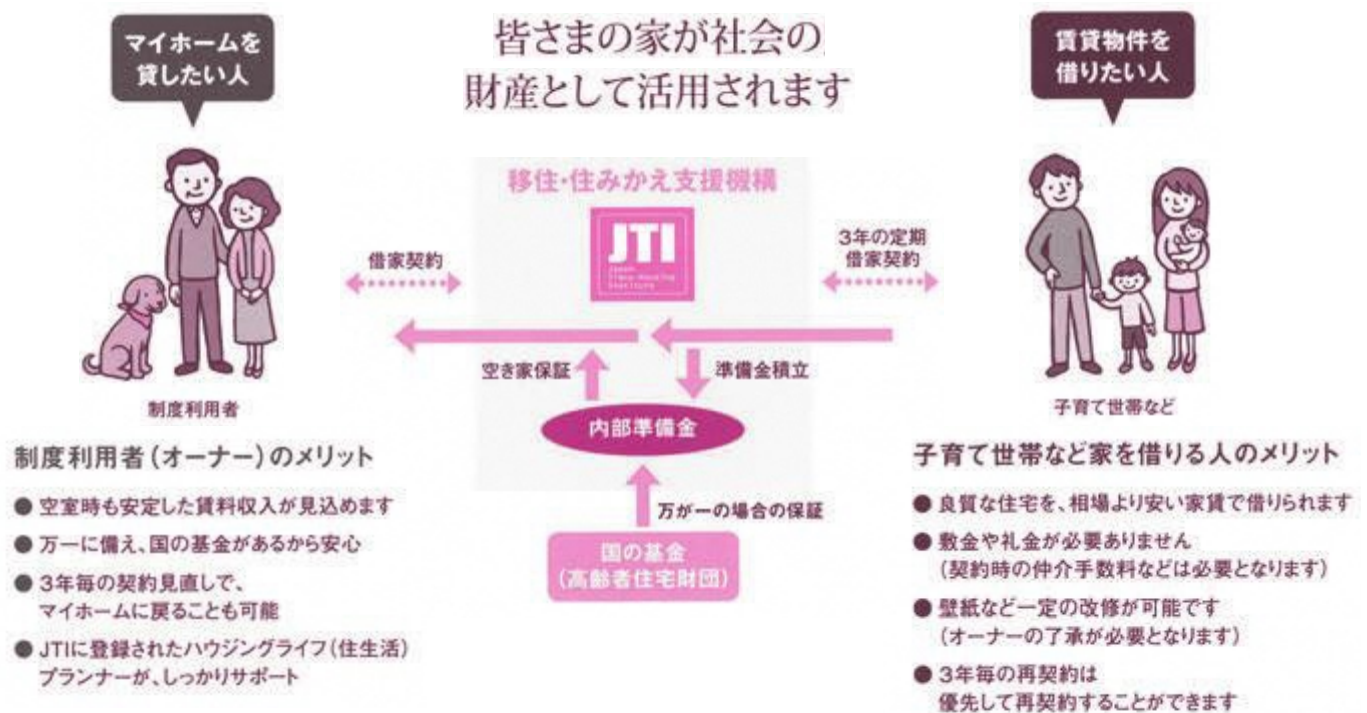 皆さまの家が社会の
財産として活用されます
マイホームを
貸したい人
賃貸物件を
借りたい人
移住・住みかえ支援機構
JTI
借家契約
3年の定期
借家契約
空き家保証
準備金積立
内部準備金
万が一の場合の保証
国の基金
(高齢者住宅財団)
制度利用者
子育て世帯など
制度利用者(オーナー)のメリット
● 空室時も安定した賃料収入が見込めます
● 万一に備え、国の基金があるから安心
● 3年毎の契約見直しで、
マイホームに戻ることも可能
● JTIに登録されたハウジングライフ(住生活)
プランナーが、しっかりサポート
子育て世帯など家を借りる人のメリット
● 良質な住宅を、相場より安い家賃で借りられます
● 敷金や礼金が必要ありません
(契約時の仲介手数料などは必要となります)
● 壁紙など一定の改修が可能です
(オーナーの了承が必要となります)
● 3年毎の再契約は
優先して再契約することができます